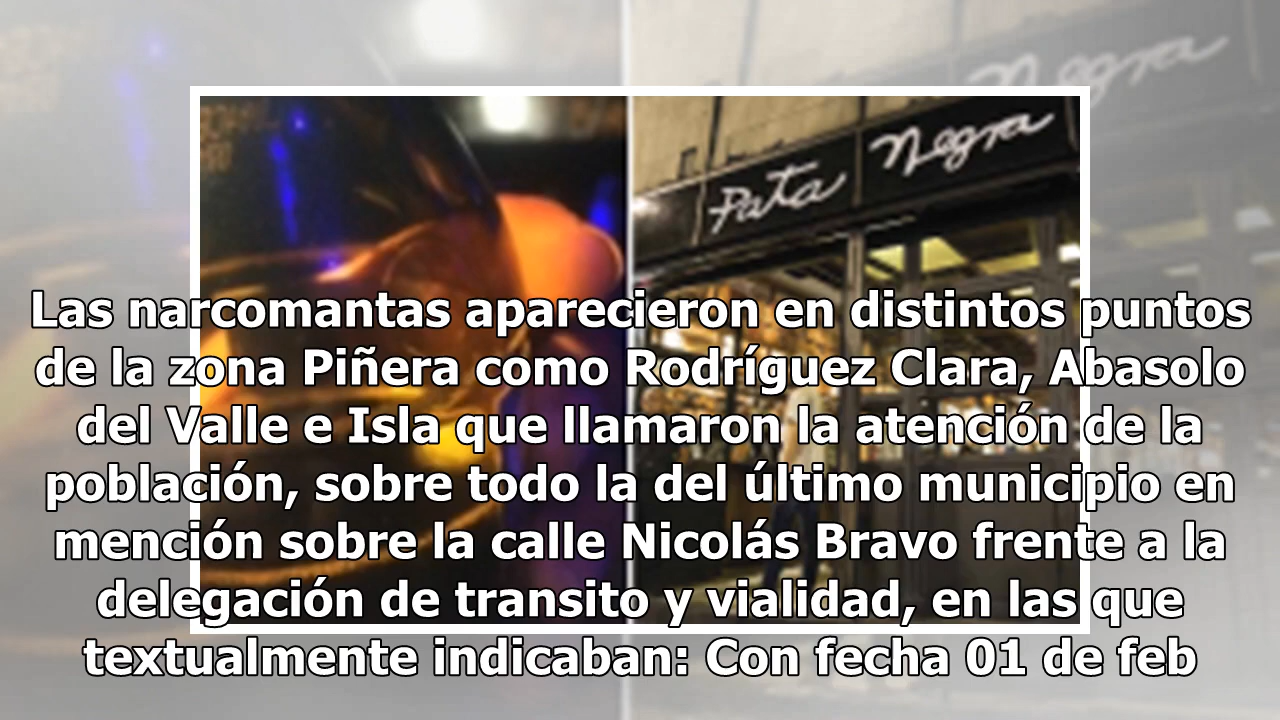 Pata Negra
Negra
Las narcomantas aparecieron en distintos puntos
de la zona Piñera como Rodríguez Clara, Abasolo
del Valle e Isla que llamaron la atención de la
población, sobre todo la del último municipio en
mención sobre la calle Nicolás Bravo frente a la
delegación de transito y vialidad, en las que
textualmente indicaban: Con fecha 01 de feb